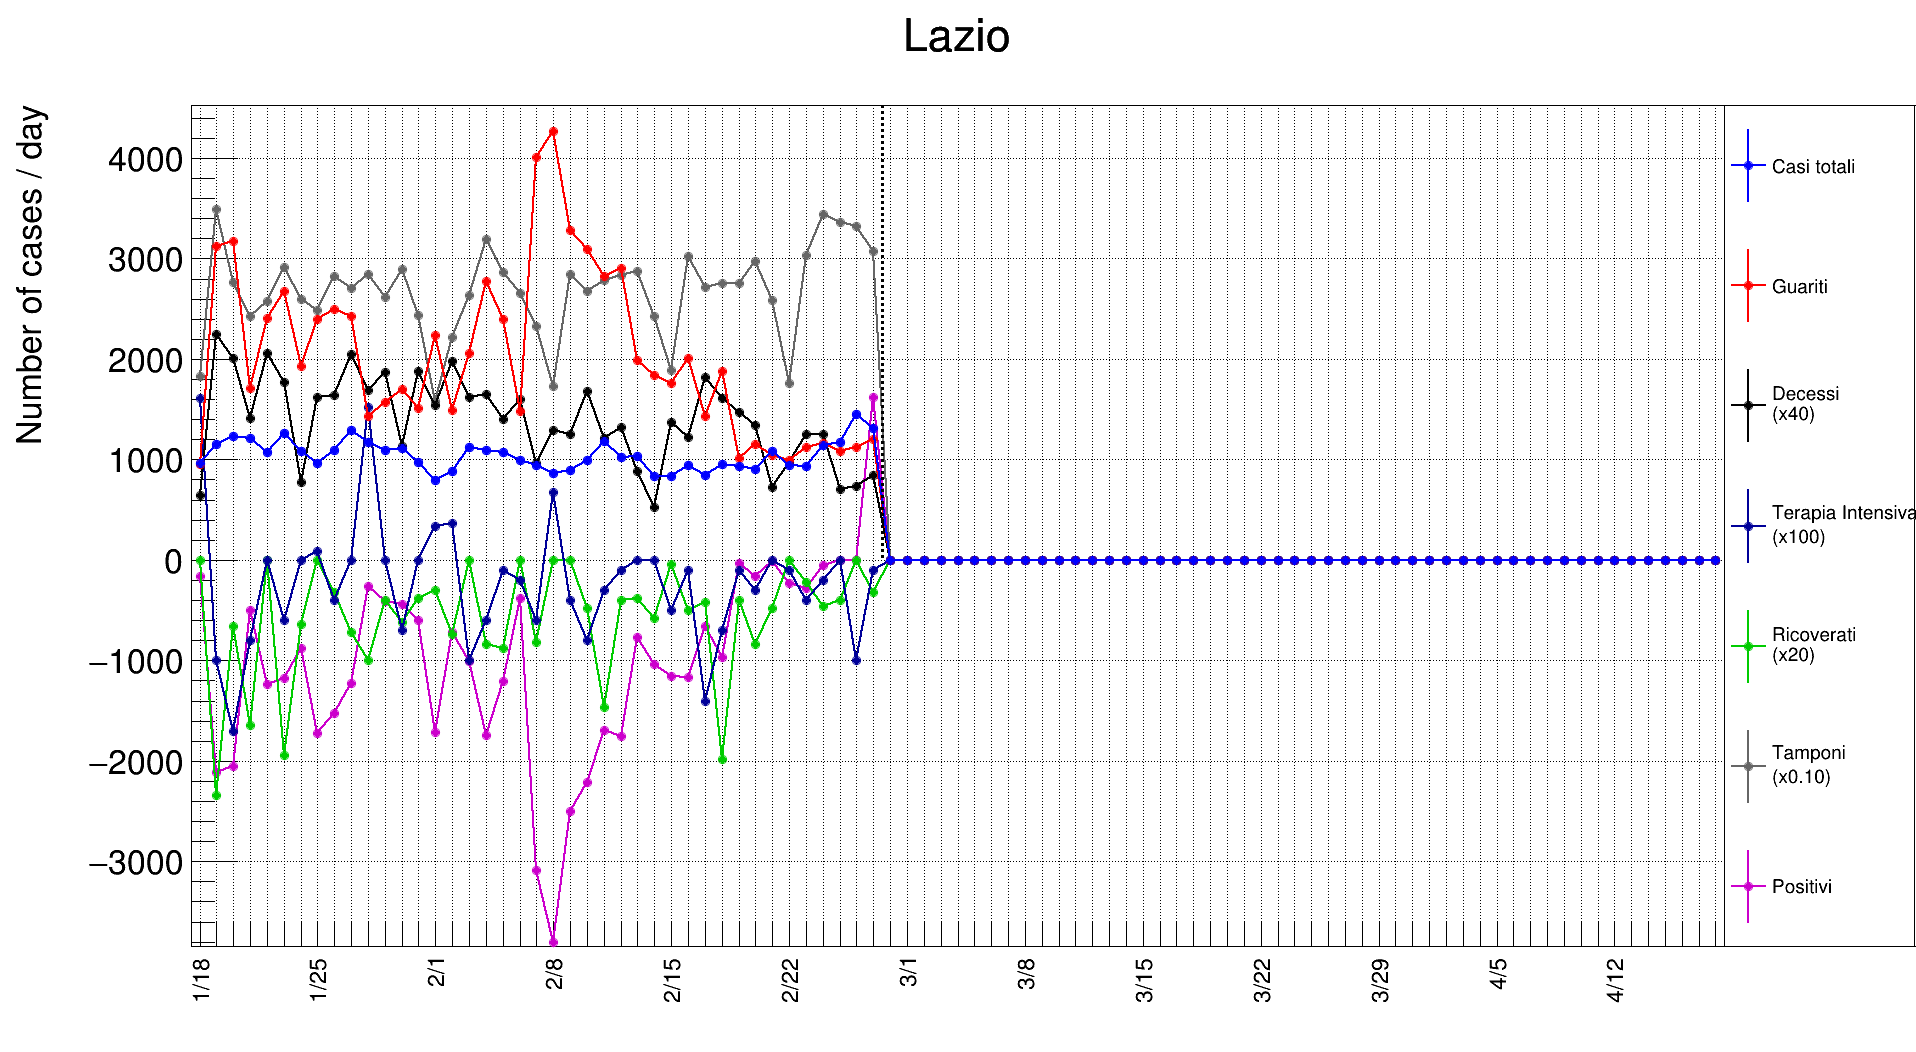 Lazio
Number of cases / day
4000
3000
2000
1000
0
−1000
−2000
−3000
1/18
1/25
2/1
2/8
2/15
2/22
3/1
3/8
3/15
3/22
3/29
4/5
4/12
Casi totali
Guariti
Decessi
(x40)
Terapia Intensiva
(x100)
Ricoverati
(x20)
Tamponi
(x0.10)
Positivi